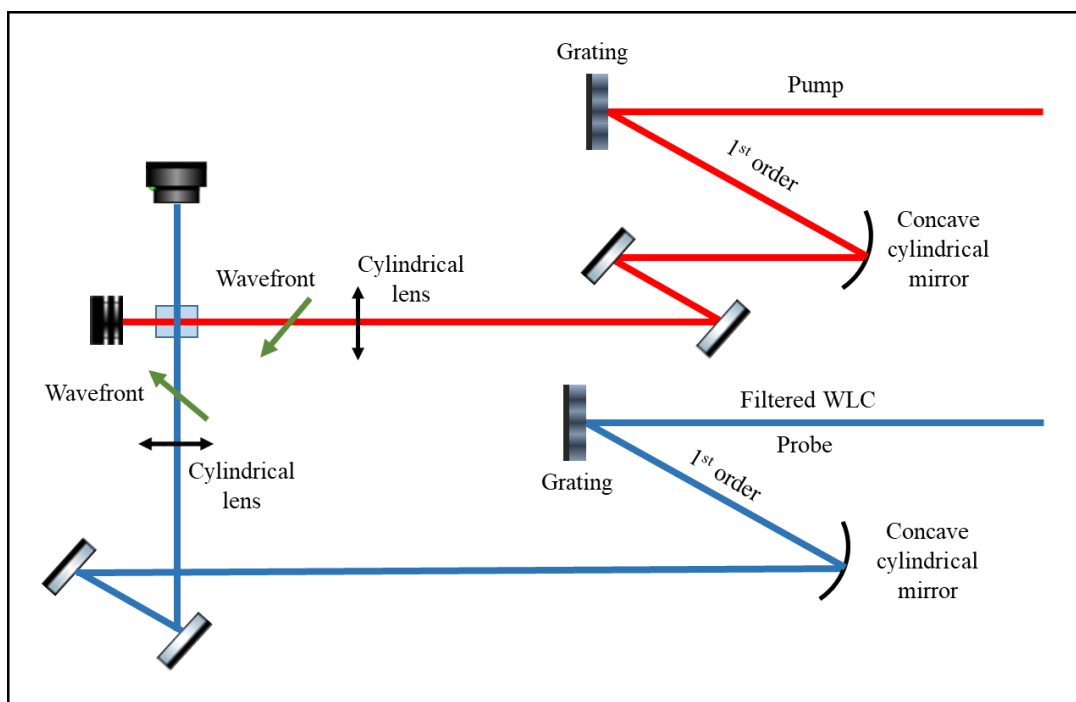 Grating
Pump
1st order
Concave
cylindrical
mirror
Wavefront
Cylindrical
lens
Wavefront
Cylindrical
lens
Filtered WLC
Probe
1st order
Grating
Concave
cylindrical
mirror